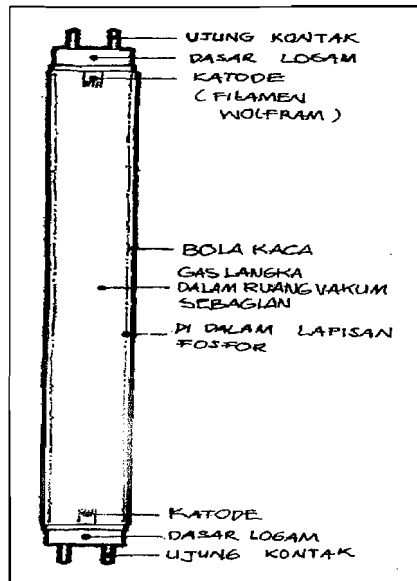 UJUNG KONTAK
DASAR LOGAM
KATODE
(FILAMEN
WOLFRAM)
BOLA KACA
GAS LANGKA
DALAM RUANG VAKUM
SEBAGIAN
DI DALAM LAPISAN
FOSFOR
KATODE
DASAR LOGAM
UJUNG KONTAK